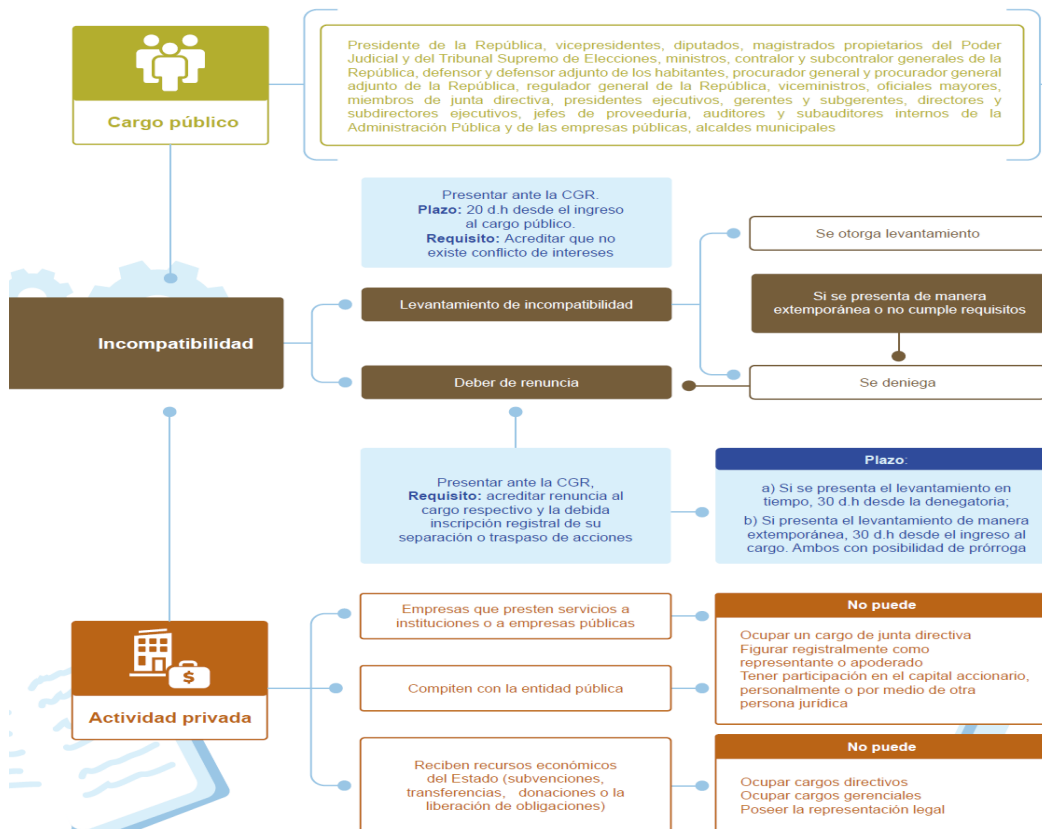 Cargo público
Presidente de la República, vicepresidentes, diputados, magistrados propietarios del Poder
Judicial y del Tribunal Supremo de Elecciones, ministros, contralor y subcontralor generales de la
República, defensor y defensor adjunto de los habitantes, procurador general y procurador general
adjunto de la República, regulador general de la República, viceministros, oficiales mayores,
miembros de junta directiva, presidentes ejecutivos, gerentes y subgerentes, directores y
subdirectores ejecutivos, jefes de proveeduría, auditores y subauditores internos de la
Administración Pública y de las empresas públicas, alcaldes municipales
Presentar ante la CGR.
Plazo: 20 d.h desde el ingreso
al cargo público.
Requisito: Acreditar que no
existe conflicto de intereses
Se otorga levantamiento
Si se presenta de manera
extemporánea o no cumple requisitos
Levantamiento de incompatibilidad
Incompatibilidad
Deber de renuncia
Se deniega
Presentar ante la CGR,
Requisito: acreditar renuncia al
cargo respectivo y la debida
inscripción registral de su
separación o traspaso de acciones
Plazo:
a) Si se presenta el levantamiento en
tiempo, 30 d.h desde la denegatoria;
b) Si presenta el levantamiento de manera
extemporánea, 30 d.h desde el ingreso al
cargo. Ambos con posibilidad de prórroga
$
Actividad privada
Empresas que presten servicios a
instituciones o a empresas públicas
Compiten con la entidad pública
No puede
Ocupar un cargo de junta directiva
Figurar registralmente como
representante o apoderado
Tener participación en el capital accionario,
personalmente o por medio de otra
persona jurídica
Reciben recursos económicos
del Estado (subvenciones,
transferencias, donaciones o la
liberación de obligaciones)
No puede
Ocupar cargos directivos
Ocupar cargos gerenciales
Poseer la representación legal